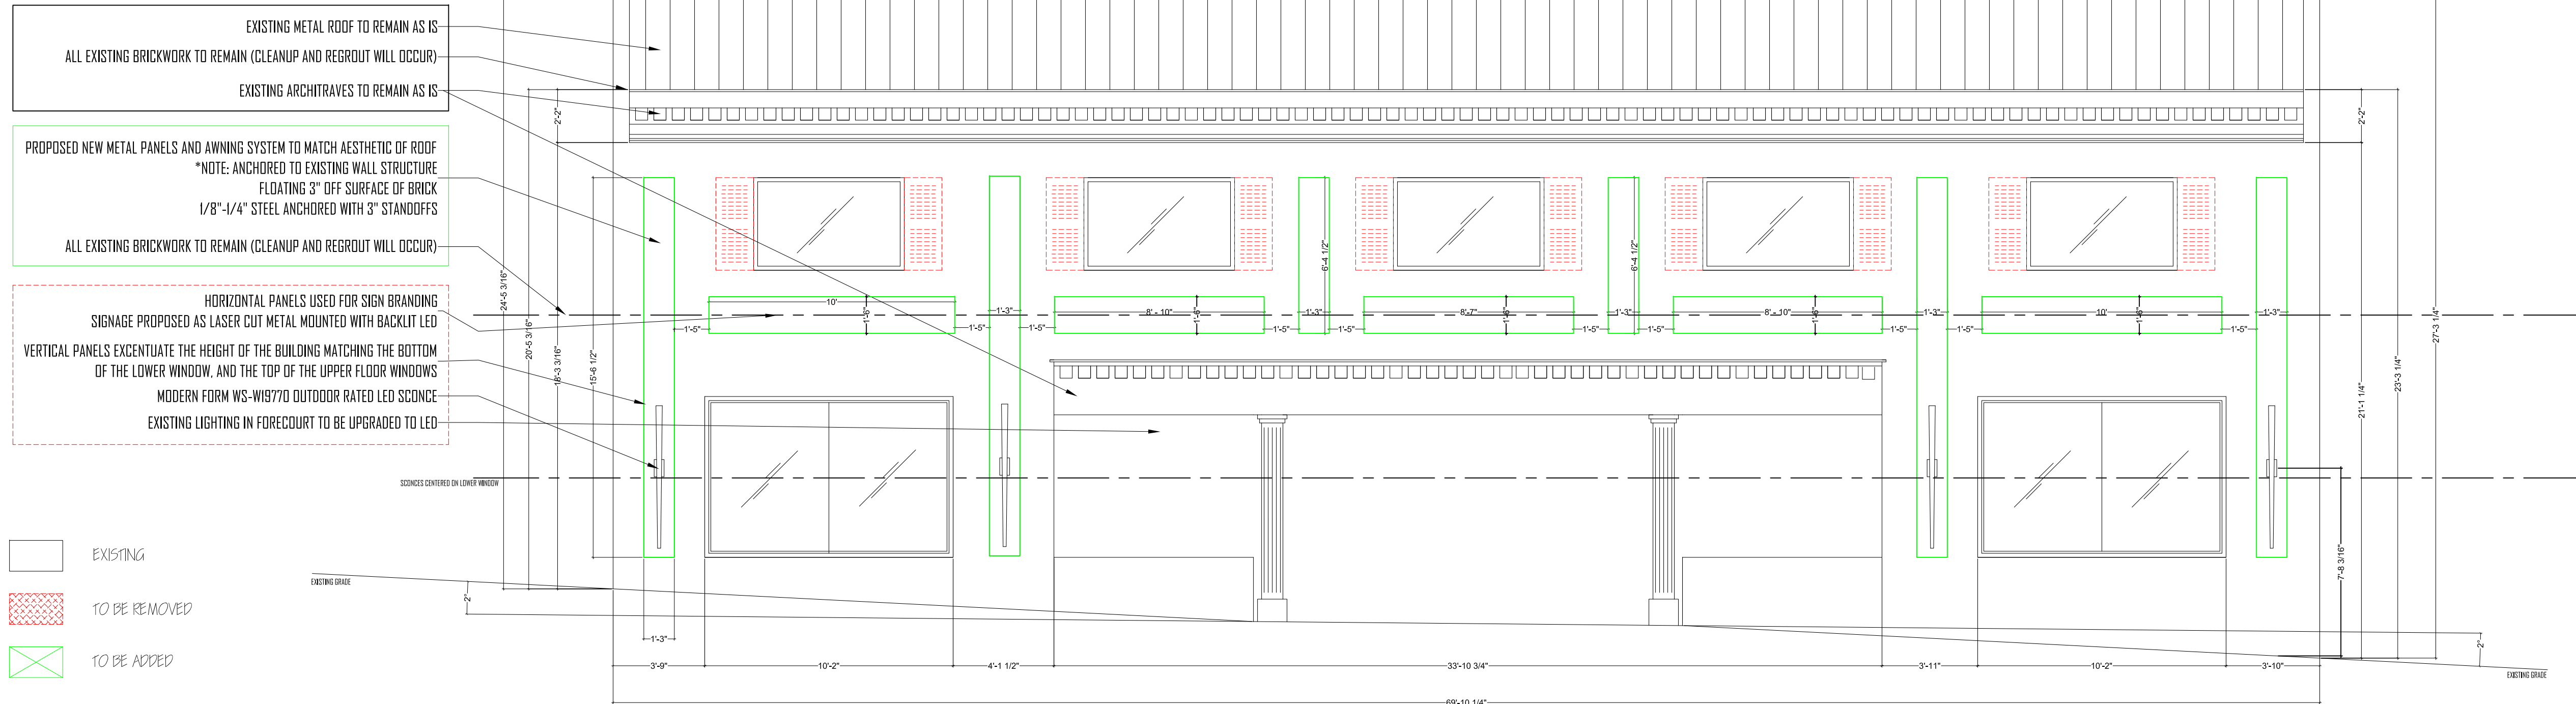 EXISTING METAL ROOF TO REMAIN AS IS
ALL EXISTING BRICKWORK TO REMAIN (CLEANUP AND REGROUT WILL OCCUR)
EXISTING ARCHITRAVES TO REMAIN AS IS
PROPOSED NEW METAL PANELS AND AWNING SYSTEM TO MATCH AESTHETIC OF ROOF
*NOTE: ANCHORED TO EXISTING WALL STRUCTURE
FLOATING 3" OFF SURFACE OF BRICK
1/8"-1/4" STEEL ANCHORED WITH 3" STANDOFFS
ALL EXISTING BRICKWORK TO REMAIN (CLEANUP AND REGROUT WILL OCCUR)
HORIZONTAL PANELS USED FOR SIGN BRANDING
SIGNAGE PROPOSED AS LASER CUT METAL MOUNTED WITH BACKLIT LED
VERTICAL PANELS EXCENTUATE THE HEIGHT OF THE BUILDING MATCHING THE BOTTOM
OF THE LOWER WINDOW, AND THE TOP OF THE UPPER FLOOR WINDOWS
MODERN FORM WS-W19770 OUTDOOR RATED LED SCONCE
EXISTING LIGHTING IN FORECOURT TO BE UPGRADED TO LED
SCONCES CENTERED ON LOWER WINDOW
EXISTING
TO BE REMOVED
TO BE ADDED
EXISTING GRADE
2°
24'-5 3/16"
20'-5 3/16"
18'-3 3/16"
2'-2"
15'-6 1/2"
1'-3"
1'-5"
10'
1'-6"
1'-5"
1'-3"
1'-5"
8' - 10"
1'-6"
1'-5"
1'-3"
6'-4 1/2"
1'-5"
8'-7"
1'-6"
1'-5"
1'-3"
6'-4 1/2"
1'-5"
8' - 10"
1'-6"
1'-5"
1'-3"
1'-5"
10'
1'-6"
1'-5"
1'-3"
2'-2"
21'-1 1/4"
23'-3 1/4"
27'-3 1/4"
7'-8 3/16"
2°
EXISTING GRADE
3'-9"
10'-2"
4'-1 1/2"
33'-10 3/4"
3'-11"
10'-2"
3'-10"
69'-10 1/4"